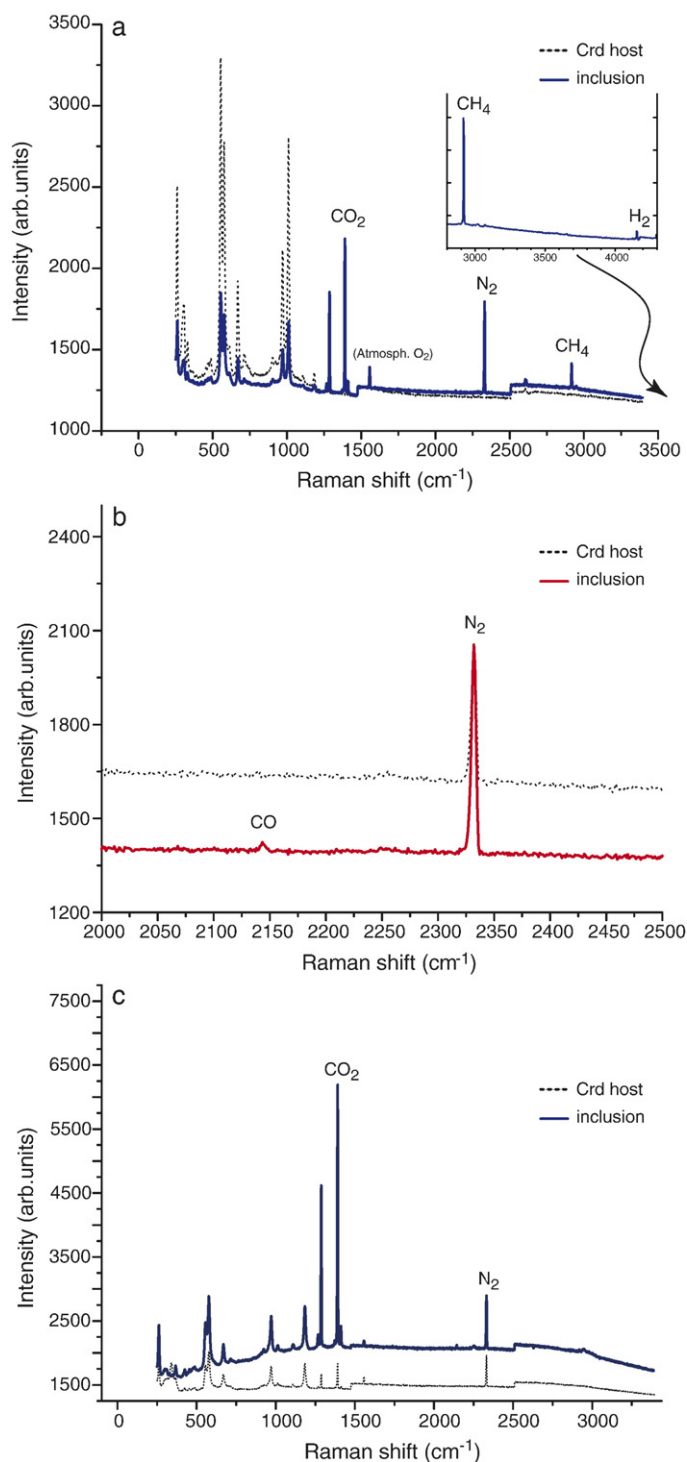 a
Crd host
inclusion
3500
3000
2500
2000
1500
1000
Intensity (arb.units)
CO2
(Atmosph. O2)
N2
CH4
CH4
H2
3000
3500
4000
0
500
1000
1500
2000
2500
3000
3500
Raman shift (cm-1)
b
Crd host
inclusion
2400
2100
1800
1500
1200
Intensity (arb.units)
N2
CO
2000 2050 2100 2150 2200 2250 2300 2350 2400 2450 2500
Raman shift (cm-1)
c
Crd host
inclusion
7500
6500
5500
4500
3500
2500
1500
Intensity (arb.units)
CO2
N2
0
500
1000
1500
2000
2500
3000
Raman shift (cm-1)